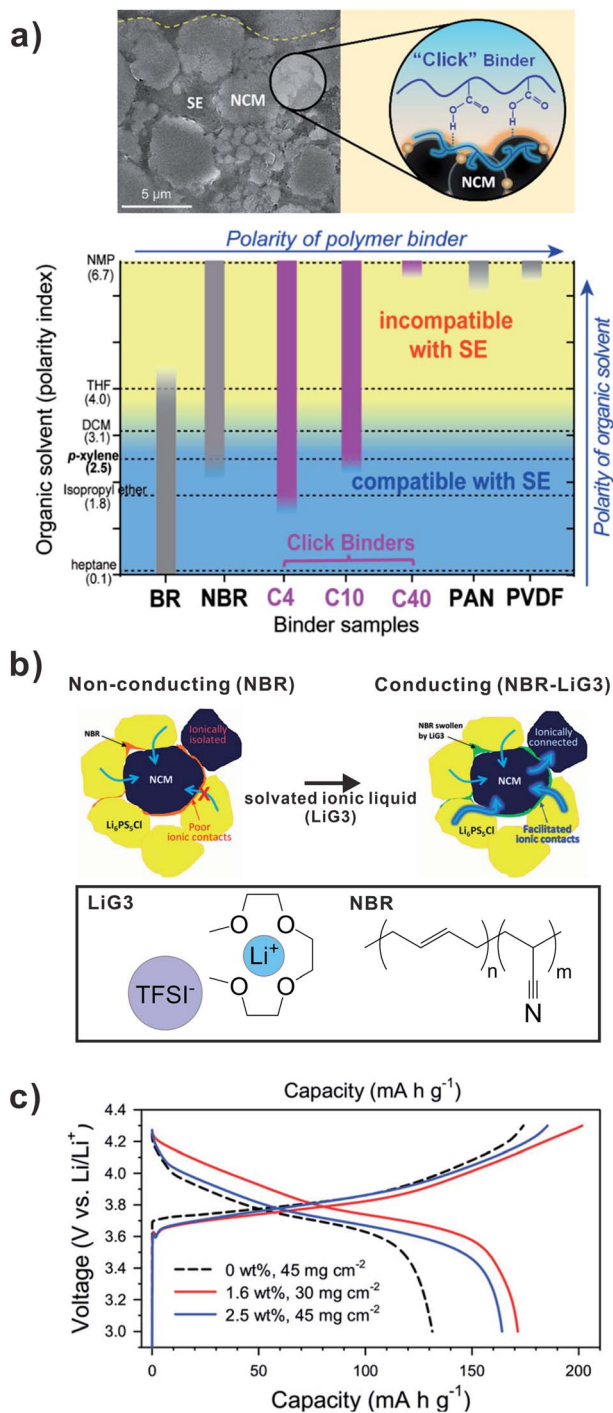 a)
SE
NCM
5 µm
"Click" Binder
O
O
H
O
O
H
NCM
Polarity of polymer binder
Organic solvent (polarity index)
NMP
(6.7)
THF
(4.0)
DCM
(3.1)
p-xylene
(2.5)
Isopropyl ether
(1.8)
heptane
(0.1)
incompatible
with SE
compatible with SE
Click Binders
Polarity of organic solvent
BR NBR C4 C10 C40 PAN PVDF
Binder samples
b)
Non-conducting (NBR)
Conducting (NBR-LiG3)
NBR
Ionically
isolated
NCM
X
Li6PS5Cl
Poor
ionic contacts
solvated ionic liquid
(LiG3)
NBR swollen
by LiG3
Ionically
connected
NCM
Li6PS5Cl
Facilitated
ionic contacts
LiG3
TFSI-
O O
Li+
O O
NBR
n
m
N
c)
Capacity (mA h g-1)
Voltage (V vs. Li/Li+)
4.4
4.2
4.0
3.8
3.6
3.4
3.2
3.0
0 wt%, 45 mg cm-2
1.6 wt%, 30 mg cm-2
2.5 wt%, 45 mg cm-2
0 50 100 150 200
Capacity (mA h g-1)